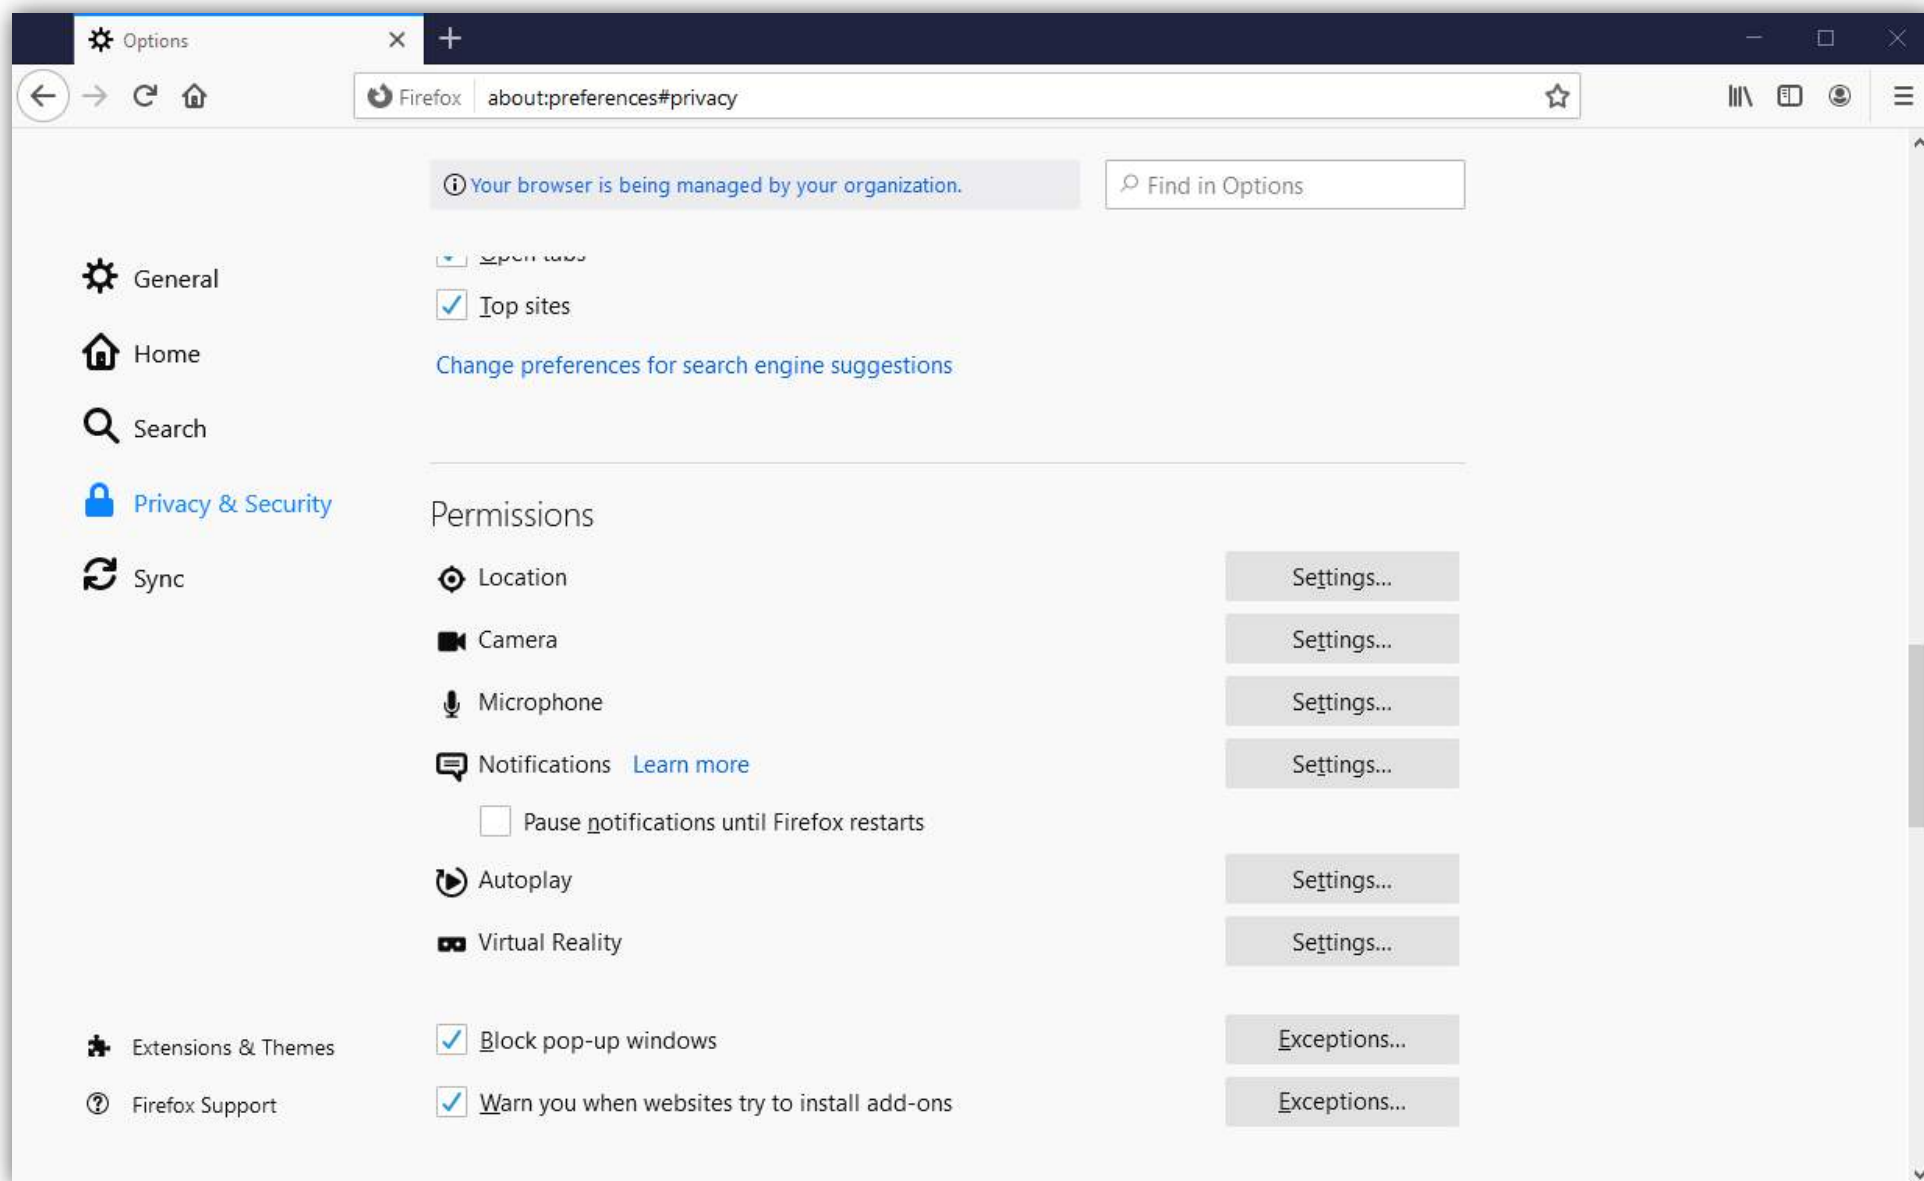 Options
Firefox about:preferences#privacy
Your browser is being managed by your organization.
Find in Options
General
Home
Search
Privacy & Security
Sync
Extensions & Themes
Firefox Support
Open tabs
Top sites
Change preferences for search engine suggestions
Permissions
Location Settings...
Camera Settings...
Microphone Settings...
Notifications Learn more Settings...
Pause notifications until Firefox restarts
Autoplay Settings...
Virtual Reality Settings...
Block pop-up windows Exceptions...
Warn you when websites try to install add-ons Exceptions...